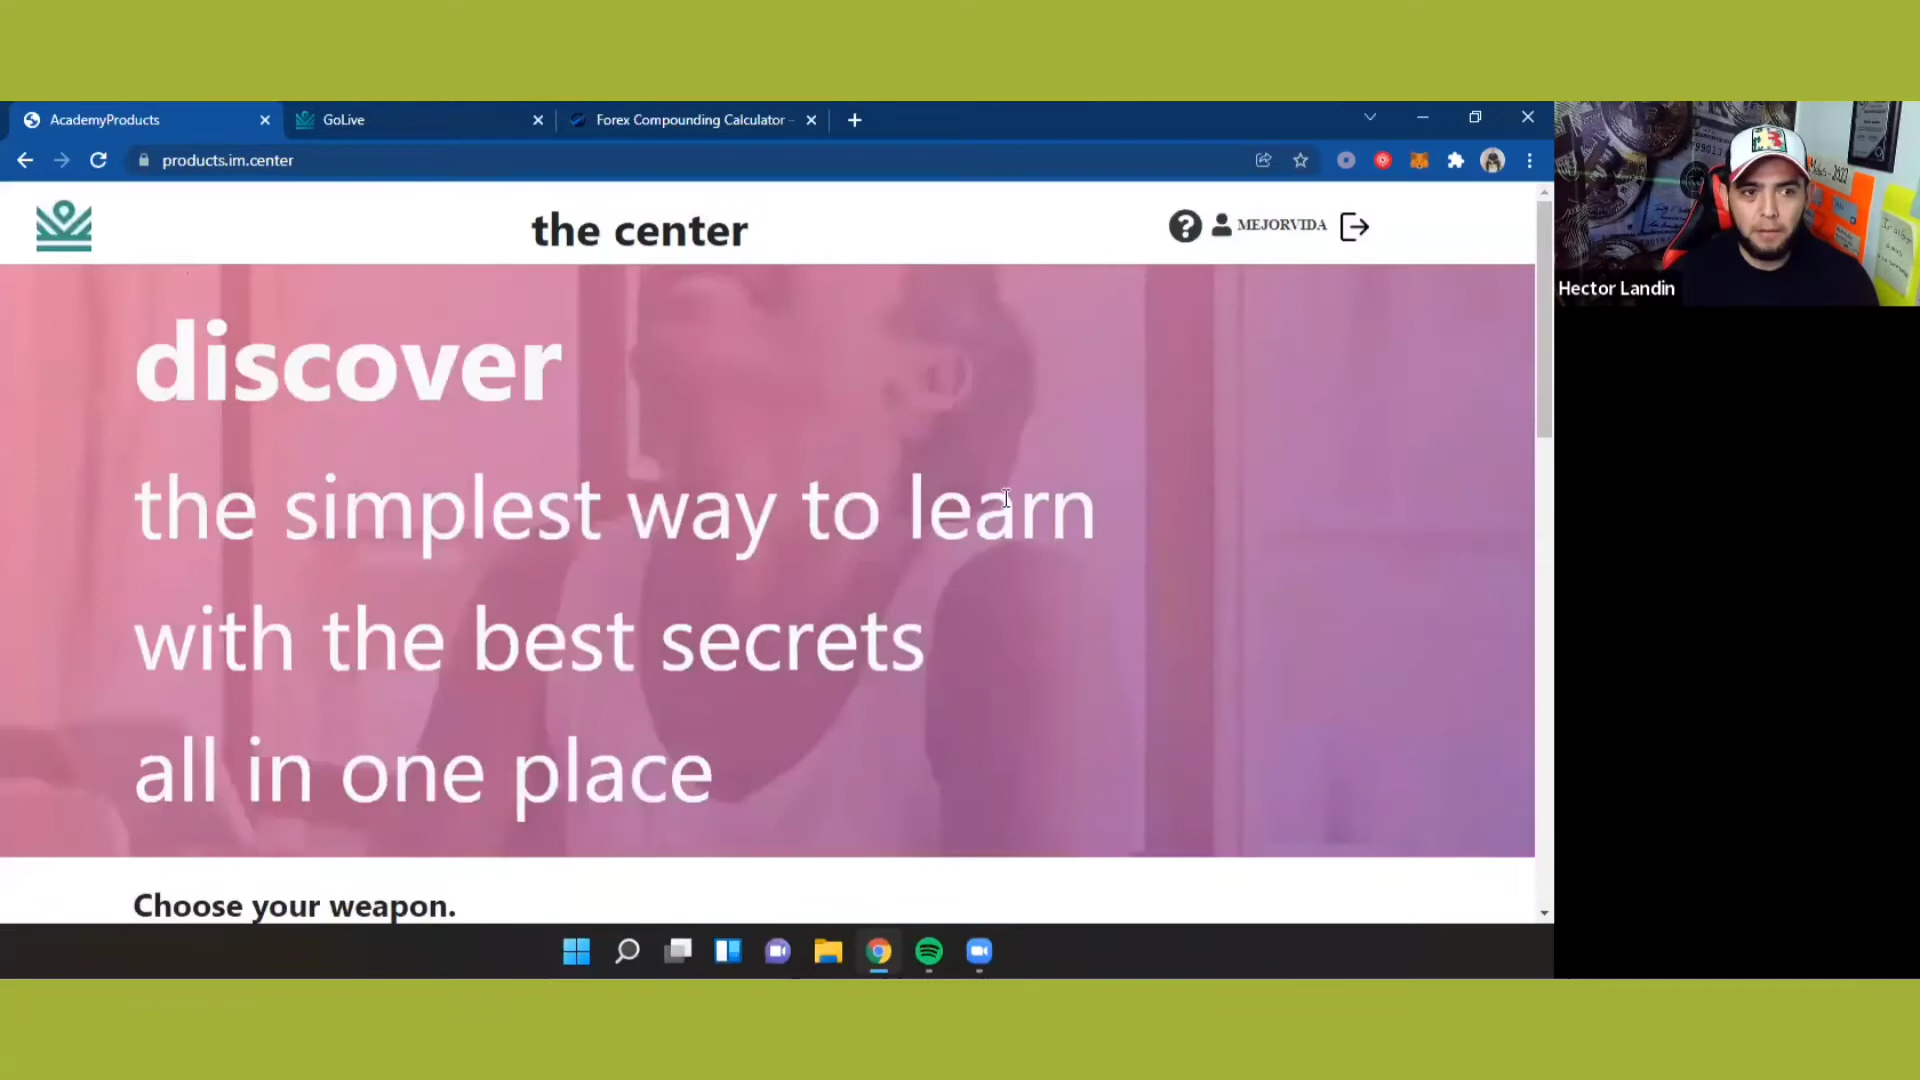 AcademyProducts
GoLive
Forex Compounding Calculator -
products.im.center
the center
MEJORVIDA
discover
the simplest way to learn
with the best secrets
all in one place
Choose your weapon.
Hector Landin